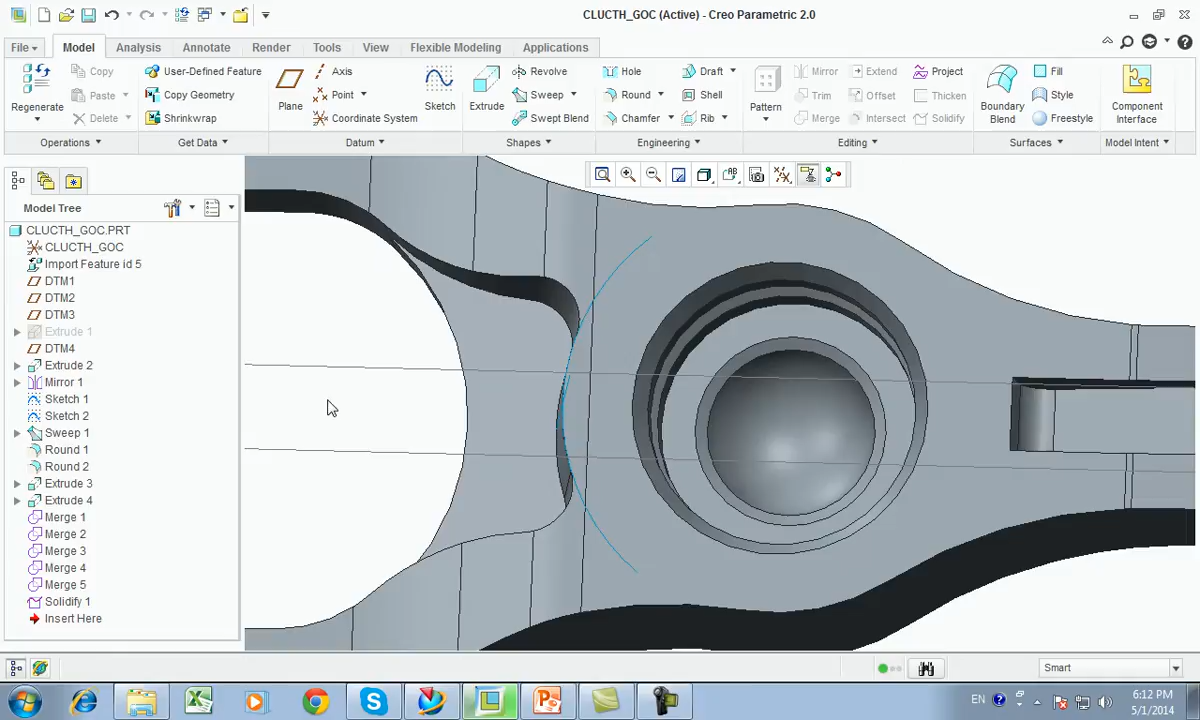 CLUCTH_GOC (Active) - Creo Parametric 2.0
File Model Analysis Annotate Render Tools View Flexible Modeling Applications
Copy User-Defined Feature Axis Revolve Hole Draft Mirror Extend Project Fill
Regenerate Paste Copy Geometry Plane Point Sketch Extrude Sweep Round Shell Pattern Trim Offset Thicken Boundary Blend Style Component Interface
Delete Shrinkwrap Coordinate System Swept Blend Chamfer Rib Merge Intersect Solidify Freestyle
Operations Get Data Datum Shapes Engineering Editing Surfaces Model Intent
Model Tree
CLUCTH_GOC.PRT
CLUCTH_GOC
Import Feature id 5
DTM1
DTM2
DTM3
Extrude 1
DTM4
Extrude 2
Mirror 1
Sketch 1
Sketch 2
Sweep 1
Round 1
Round 2
Extrude 3
Extrude 4
Merge 1
Merge 2
Merge 3
Merge 4
Merge 5
Solidify 1
Insert Here
Smart
EN
6:12 PM
5/1/2014